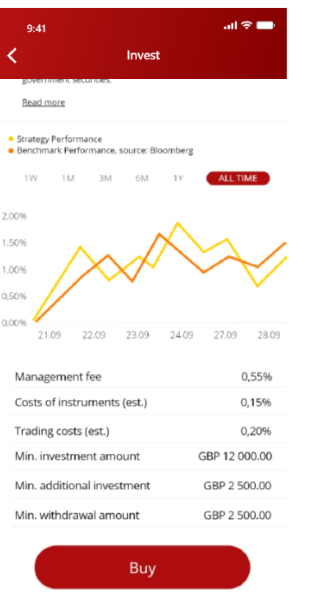 9:41
Invest
government securities.
Read more
Strategy Performance
Benchmark Performance, source: Bloomberg
1W 1M 3M 6M 1Y ALL TIME
2,00%
1,50%
1,00%
0,50%
0,00%
21.09 22.09 23.09 24.09 27.09 28.09
Management fee 0,55%
Costs of instruments (est.) 0,15%
Trading costs (est.) 0,20%
Min. investment amount GBP 12 000.00
Min. additional investment GBP 2 500.00
Min. withdrawal amount GBP 2 500.00
Buy